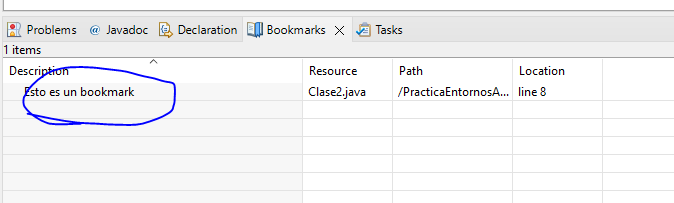 Problems @ Javadoc Declaration Bookmarks Tasks
1 items
Description Resource Path Location
Esto es un bookmark Clase2.java /PracticaEntornosA... line 8